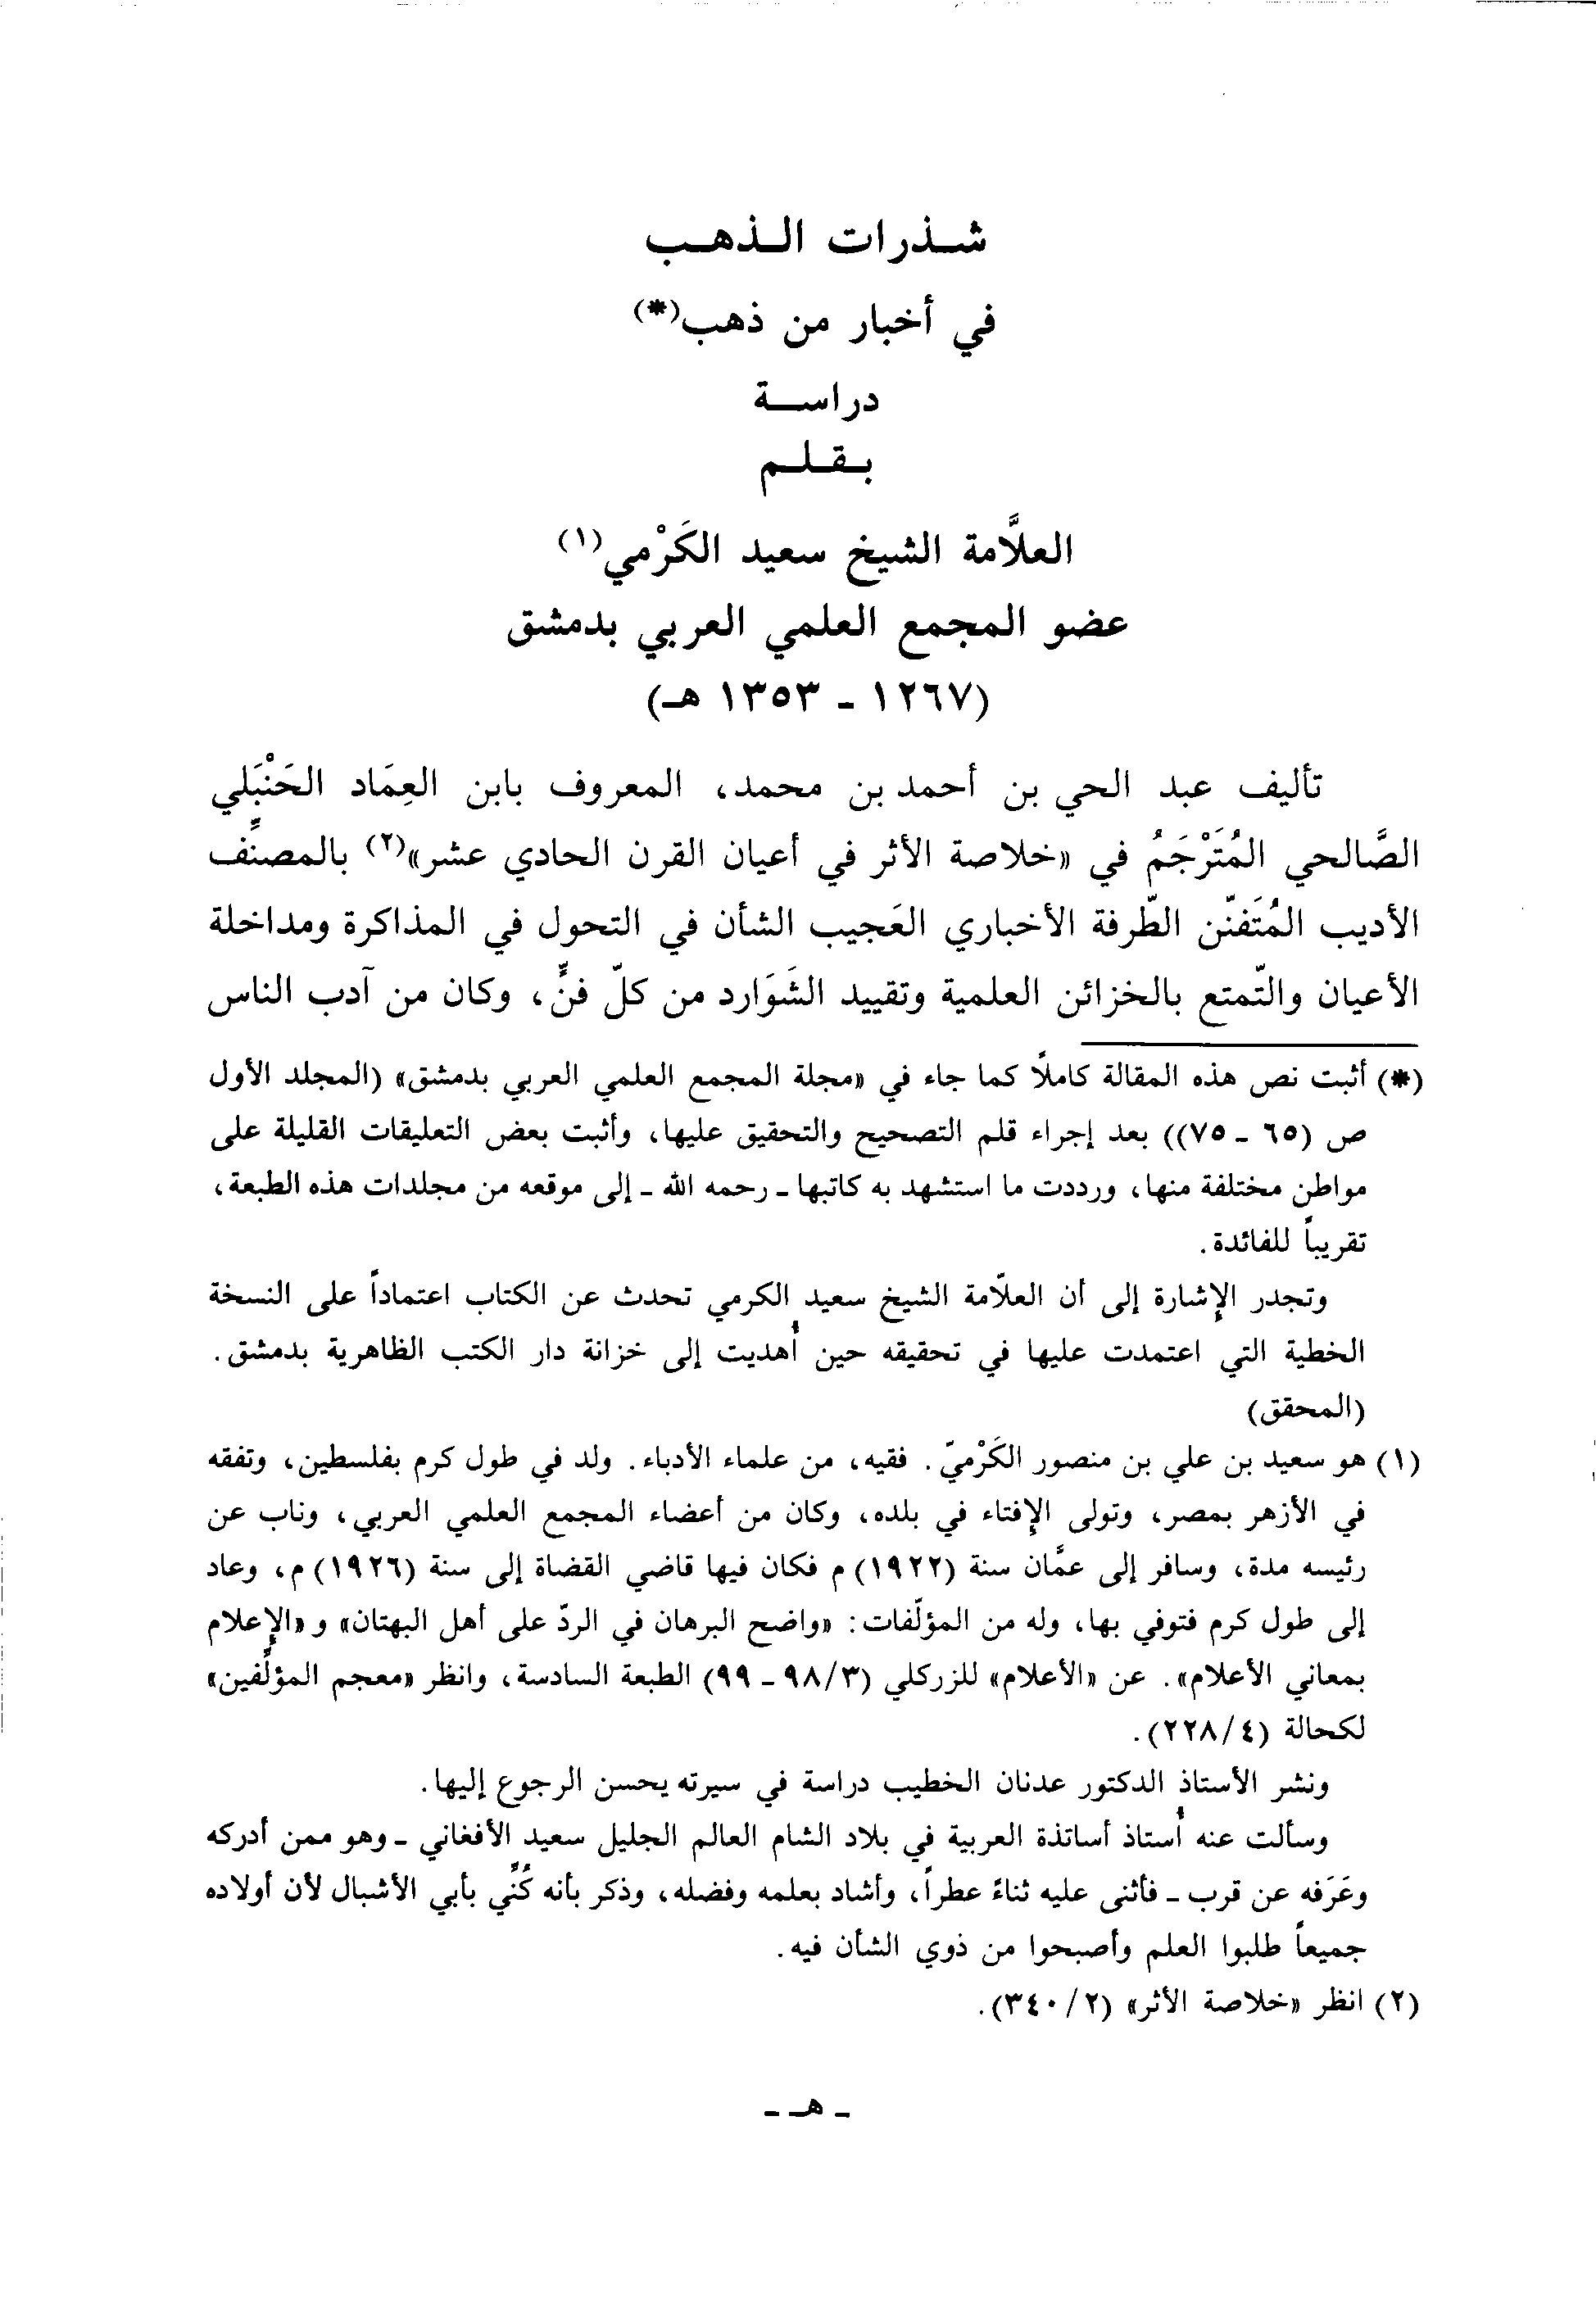 شذرات الذهب
في أخبار من ذهب(*)
دراسة
بقلم
العلاَّمة الشيخ سعيد الكَرْمي(١)
عضو المجمع العلمي العربي بدمشق
(١٢٦٧ - ١٣٥٣ هـ)
تأليف عبد الحي بن أحمد بن محمد، المعروف بابن العِمَاد الحَنْبَلي
الصَّالحي المُتَرْجَمُ في «خلاصة الأثر في أعيان القرن الحادي عشر»(٢) بالمصنِّف
الأديب المُتَفنّن الطّرفة الأخباري العَجيب الشأن في التحول في المذاكرة ومداخلة
الأعيان والتّمتع بالخزائن العلمية وتقييد الشَوَارد من كلّ فنٍّ، وكان من آدب الناس
(*) أثبت نص هذه المقالة كاملًا كما جاء في «مجلة المجمع العلمي العربي بدمشق» (المجلد الأول
ص (٦٥ - ٧٥)) بعد إجراء قلم التصحيح والتحقيق عليها، وأثبت بعض التعليقات القليلة على
مواطن مختلفة منها، ورددت ما استشهد به كاتبها - رحمه الله - إلى موقعه من مجلدات هذه الطبعة،
تقريباً للفائدة.
وتجدر الإشارة إلى أن العلاّمة الشيخ سعيد الكرمي تحدث عن الكتاب اعتماداً على النسخة
الخطية التي اعتمدت عليها في تحقيقه حين أُهديت إلى خزانة دار الكتب الظاهرية بدمشق.
(المحقق)
(١) هو سعيد بن علي بن منصور الكَرْميّ. فقيه، من علماء الأدباء. ولد في طول كرم بفلسطين، وتفقه
في الأزهر بمصر، وتولى الإفتاء في بلده، وكان من أعضاء المجمع العلمي العربي، وناب عن
رئيسه مدة، وسافر إلى عمَّان سنة (١٩٢٢) م فكان فيها قاضي القضاة إلى سنة (١٩٢٦) م، وعاد
إلى طول كرم فتوفي بها، وله من المؤلّفات: «واضح البرهان في الردّ على أهل البهتان» و«الإعلام
بمعاني الأعلام». عن «الأعلام» للزركلي (٩٨/٣ - ٩٩) الطبعة السادسة، وانظر «معجم المؤلِّفين»
لكحالة (٢٢٨/٤).
ونشر الأستاذ الدكتور عدنان الخطيب دراسة في سيرته يحسن الرجوع إليها.
وسألت عنه أُستاذ أساتذة العربية في بلاد الشام العالم الجليل سعيد الأفغاني - وهو ممن أدركه
وعَرَفه عن قرب - فأثنى عليه ثناءً عطراً، وأشاد بعلمه وفضله، وذكر بأنه كُنِّي بأبي الأشبال لأن أولاده
جميعاً طلبوا العلم وأصبحوا من ذوي الشأن فيه.
(٢) انظر «خلاصة الأثر» (٣٤٠/٢).
- هـ -